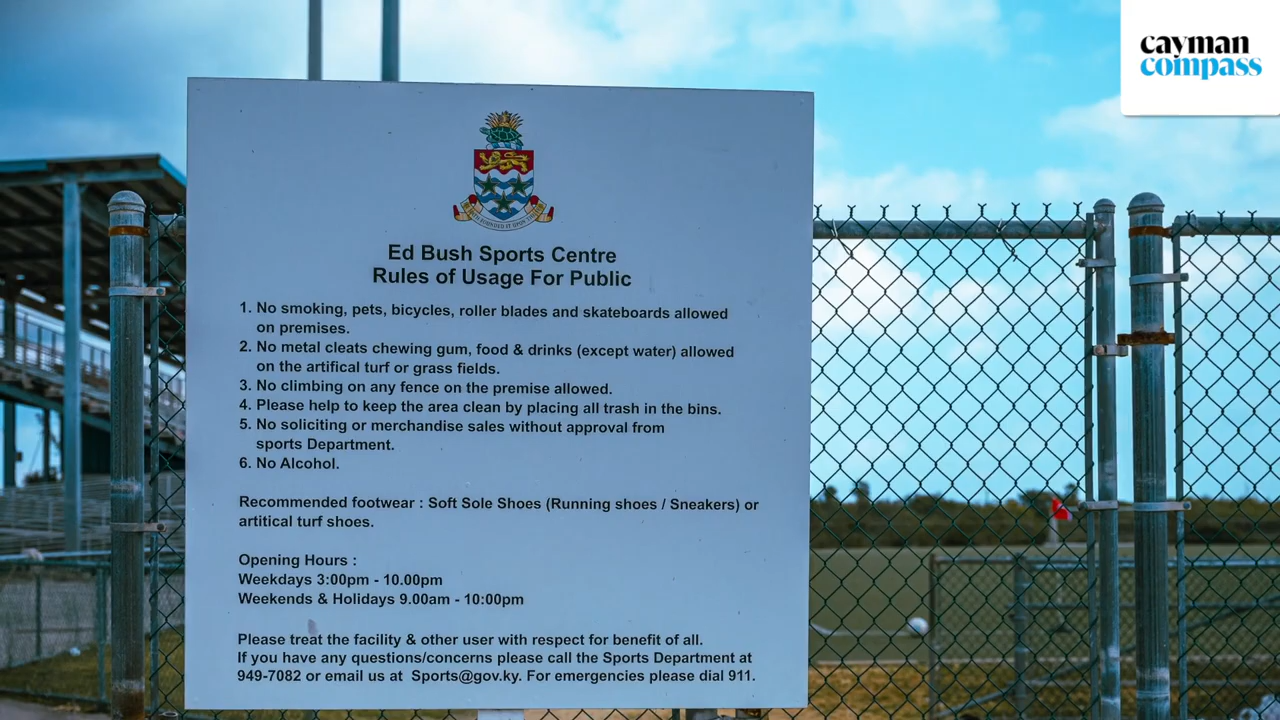 cayman
compass
Ed Bush Sports Centre
Rules of Usage For Public
1. No smoking, pets, bicycles, roller blades and skateboards allowed
on premises.
2. No metal cleats chewing gum, food & drinks (except water) allowed
on the artifical turf or grass fields.
3. No climbing on any fence on the premise allowed.
4. Please help to keep the area clean by placing all trash in the bins.
5. No soliciting or merchandise sales without approval from
sports Department.
6. No Alcohol.
Recommended footwear : Soft Sole Shoes (Running shoes / Sneakers) or
artitical turf shoes.
Opening Hours :
Weekdays 3:00pm - 10.00pm
Weekends & Holidays 9.00am - 10:00pm
Please treat the facility & other user with respect for benefit of all.
If you have any questions/concerns please call the Sports Department at
949-7082 or email us at Sports@gov.ky. For emergencies please dial 911.